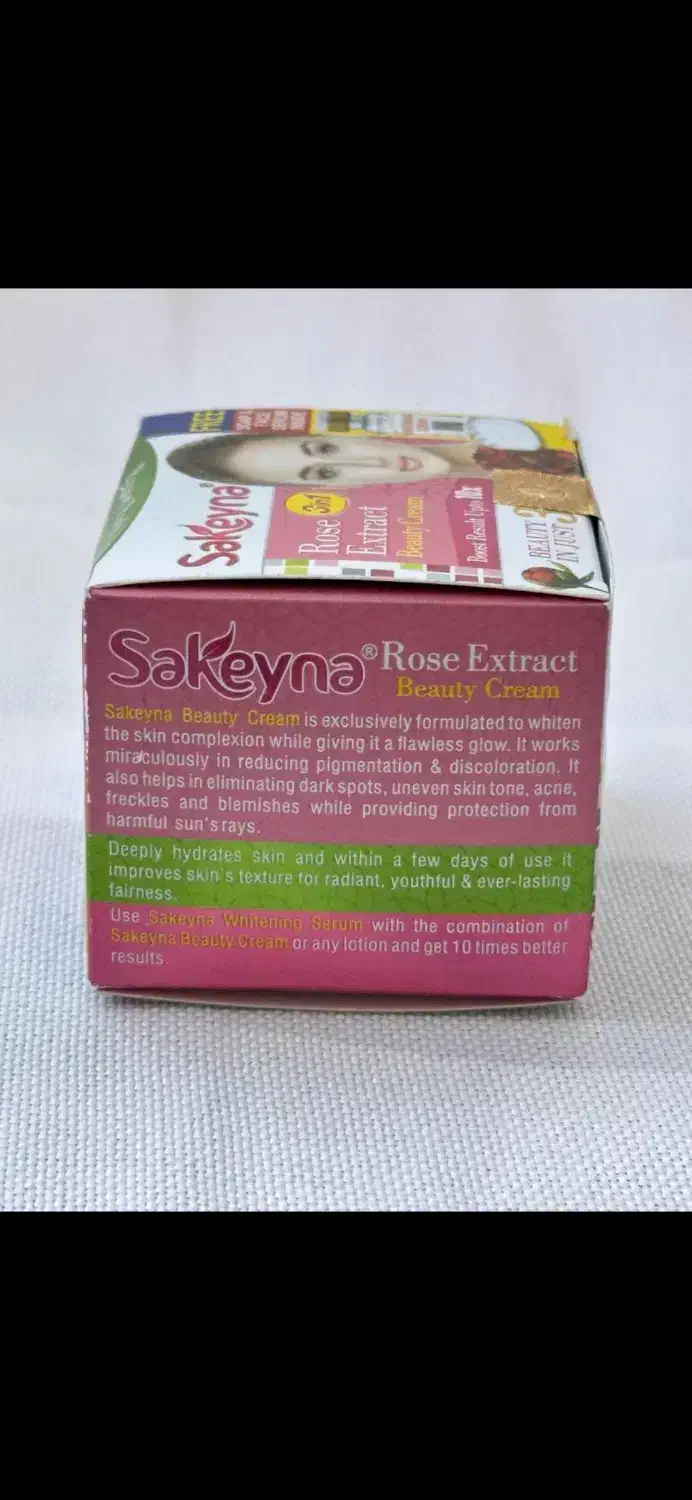 FREE
SOAP &
FACE
SERUM
INSIDE
Sakeyna®
3in1
Rose
Extract
Beauty Cream
Boost Result Upto 10x
BEAUTY
IN JUST
Sakeyna® Rose Extract
Beauty Cream
Sakeyna Beauty Cream is exclusively formulated to whiten
the skin complexion while giving it a flawless glow. It works
miraculously in reducing pigmentation & discoloration. It
also helps in eliminating dark spots, uneven skin tone, acne,
freckles and blemishes while providing protection from
harmful sun's rays.
Deeply hydrates skin and within a few days of use it
improves skin's texture for radiant, youthful & ever-lasting
fairness.
Use Sakeyna Whitening Serum with the combination of
Sakeyna Beauty Cream or any lotion and get 10 times better
results.